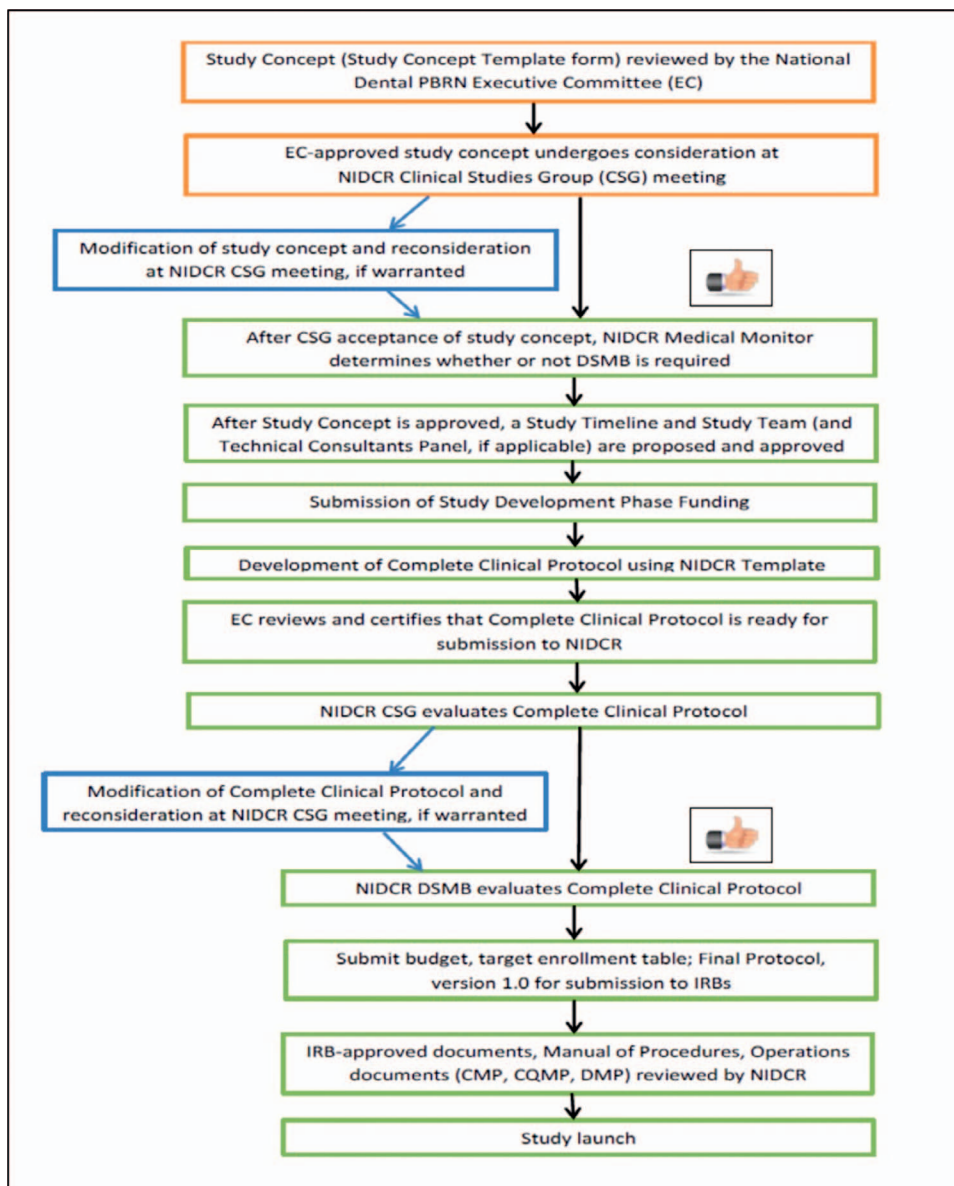 Study Concept (Study Concept Template form) reviewed by the National
Dental PBRN Executive Committee (EC)
EC-approved study concept undergoes consideration at
NIDCR Clinical Studies Group (CSG) meeting
Modification of study concept and reconsideration
at NIDCR CSG meeting, if warranted
After CSG acceptance of study concept, NIDCR Medical Monitor
determines whether or not DSMB is required
After Study Concept is approved, a Study Timeline and Study Team (and
Technical Consultants Panel, if applicable) are proposed and approved
Submission of Study Development Phase Funding
Development of Complete Clinical Protocol using NIDCR Template
EC reviews and certifies that Complete Clinical Protocol is ready for
submission to NIDCR
NIDCR CSG evaluates Complete Clinical Protocol
Modification of Complete Clinical Protocol and
reconsideration at NIDCR CSG meeting, if warranted
NIDCR DSMB evaluates Complete Clinical Protocol
Submit budget, target enrollment table; Final Protocol,
version 1.0 for submission to IRBs
IRB-approved documents, Manual of Procedures, Operations
documents (CMP, CQMP, DMP) reviewed by NIDCR
Study launch